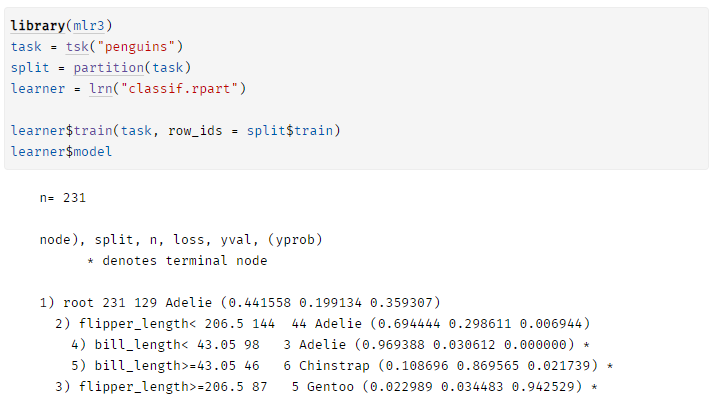 library(mlr3)
task = tsk("penguins")
split = partition(task)
learner = lrn("classif.rpart")
learner$train(task, row_ids = split$train)
learner$model
n= 231
node), split, n, loss, yval, (yprob)
      * denotes terminal node
1) root 231 129 Adelie (0.441558 0.199134 0.359307)
  2) flipper_length< 206.5 144  44 Adelie (0.694444 0.298611 0.006944)
    4) bill_length< 43.05 98   3 Adelie (0.969388 0.030612 0.000000) *
    5) bill_length>=43.05 46   6 Chinstrap (0.108696 0.869565 0.021739) *
  3) flipper_length>=206.5 87   5 Gentoo (0.022989 0.034483 0.942529) *